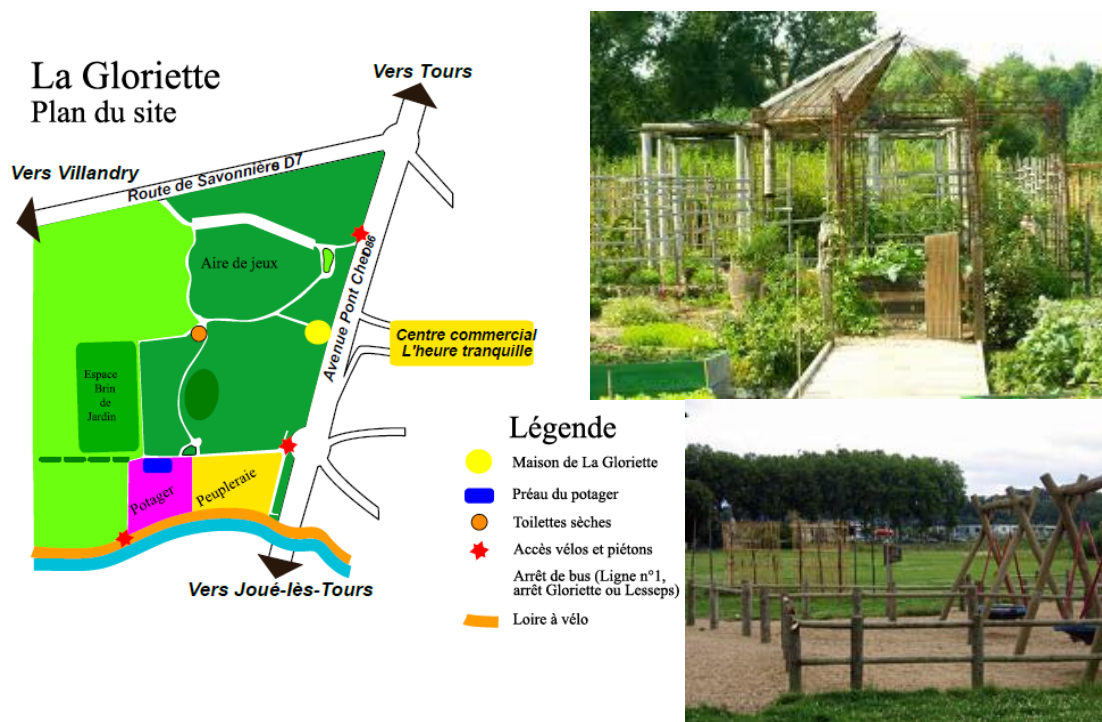 La Gloriette
Plan du site
Vers Tours
Vers Villandry
Route de Savonnière D7
Aire de jeux
Avenue Pont Cher D86
Centre commercial
L'heure tranquille
Espace
Brin
de
Jardin
Potager
Peupleraie
Vers Joué-lès-Tours
Légende
Maison de La Gloriette
Préau du potager
Toilettes sèches
Accès vélos et piétons
Arrêt de bus (Ligne n°1,
arrêt Gloriette ou Lesseps)
Loire à vélo